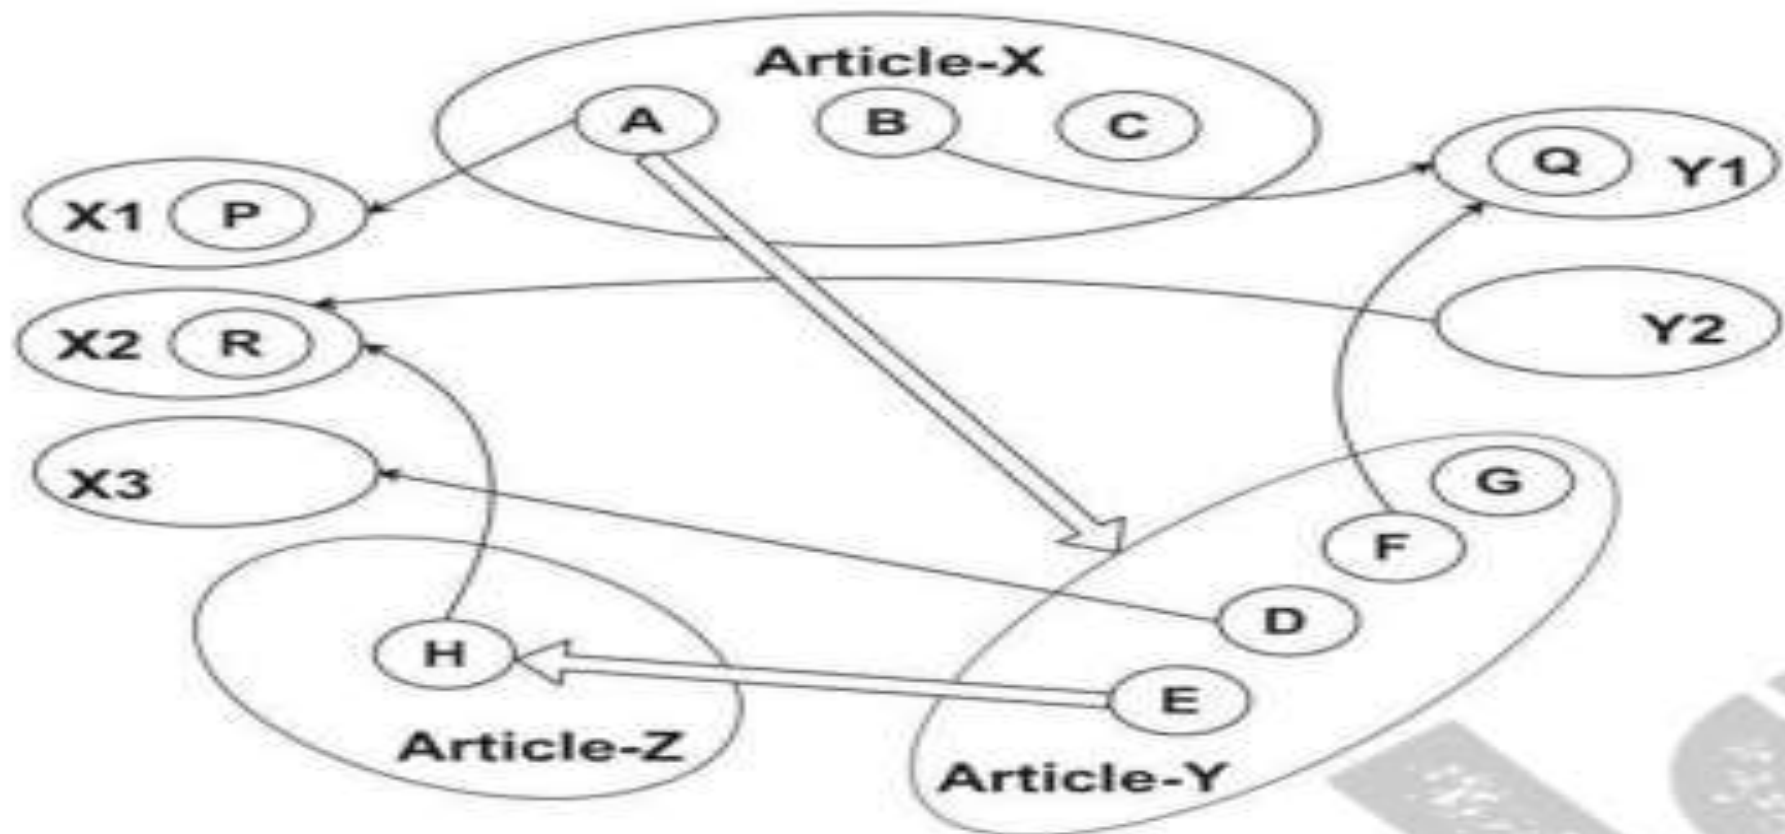 Article-X
A B C
Q Y1
X1 P
X2 R
Y2
X3
G
F
D
H
E
Article-Z
Article-Y